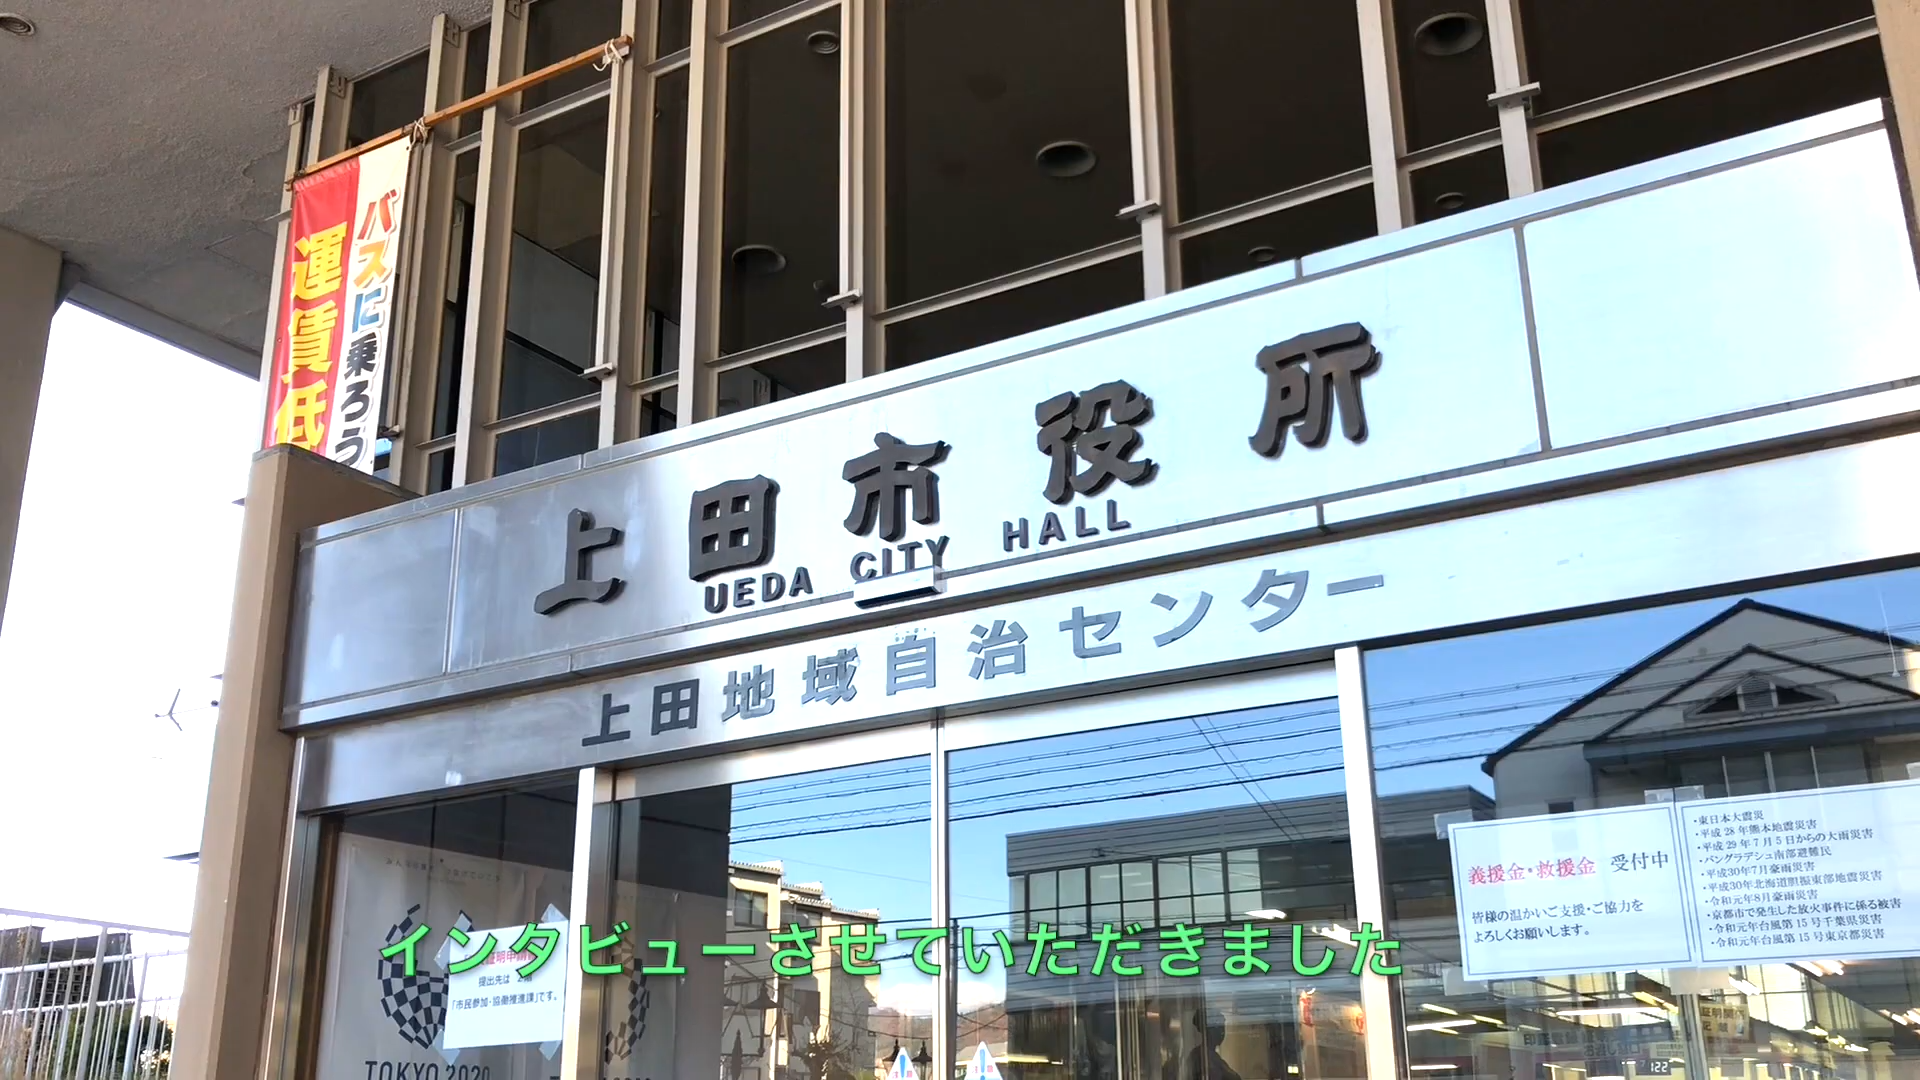 バスに乗ろう
運賃低
上田市役所
UEDA CITY HALL
上田地域自治センター
義援金・救援金 受付中
皆様の温かいご支援・ご協力を
よろしくお願いします。
・東日本大震災
・平成28年熊本地震災害
・平成29年7月5日からの大雨災害
・バングラデシュ南部避難民
・平成30年7月豪雨災害
・平成30年北海道胆振東部地震災害
・令和元年8月豪雨災害
・京都市で発生した放火事件に係る被害
・令和元年台風第15号千葉県災害
・令和元年台風第15号東京都災害
インタビューさせていただきました
提出先は
「市民参加・協働推進課」です。
TOKYO 2020
122